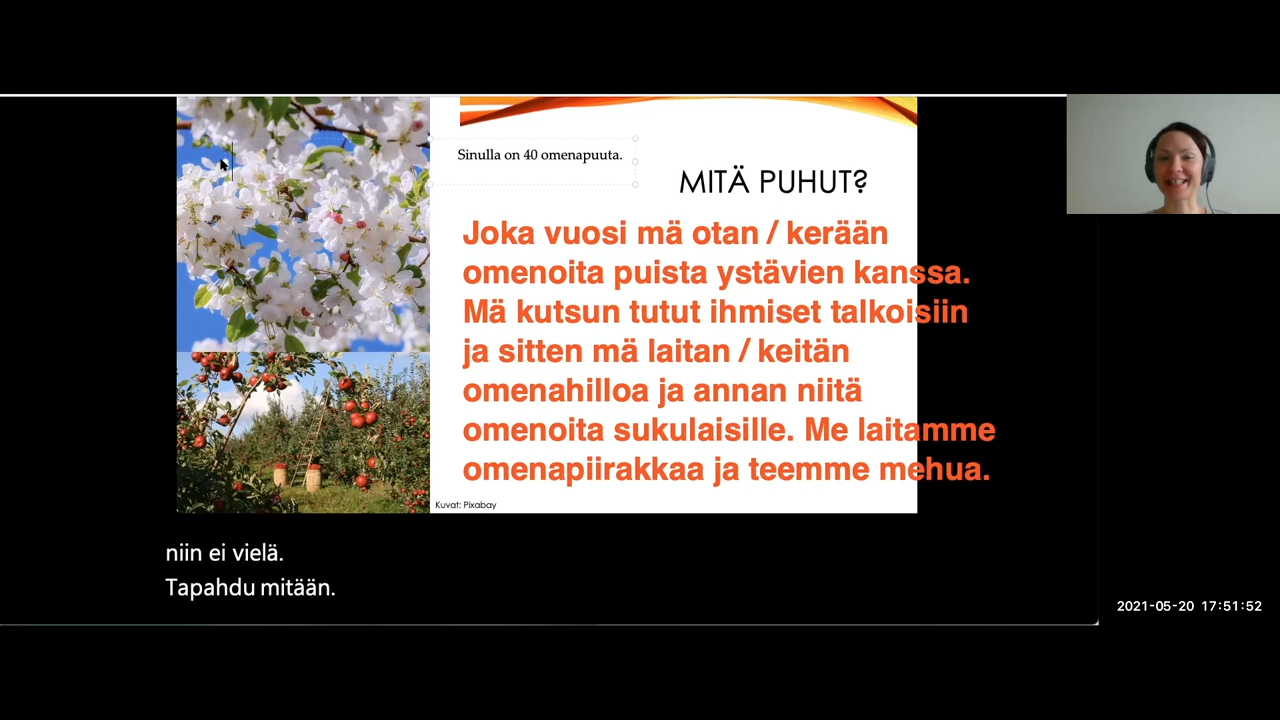 Sinulla on 40 omenapuuta.
MITÄ PUHUT?
Joka vuosi mä otan / kerään
omenoita puista ystävien kanssa.
Mä kutsun tutut ihmiset talkoisiin
ja sitten mä laitan / keitän
omenahilloa ja annan niitä
omenoita sukulaisille. Me laitamme
omenapiirakkaa ja teemme mehua.
Kuvat: Pixabay
niin ei vielä.
Tapahdu mitään.
2021-05-20 17:51:52